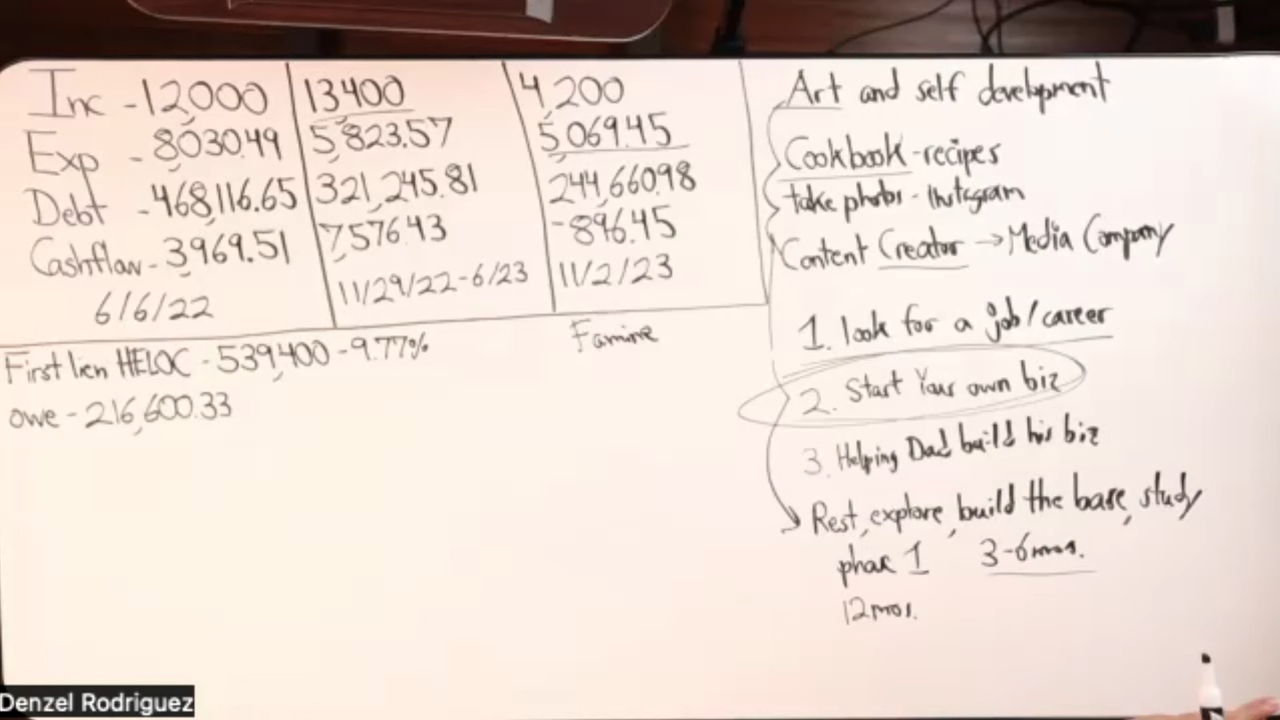 Inc - 12,000 | 13400 | 4,200
Exp - 8,030.49 | 5,823.57 | 5,069.45
Debt - 468,116.65 | 321,245.81 | 244,660.98
Cashflow - 3,969.51 | 7,576.43 | -896.45
6/6/22 | 11/29/22-6/23 | 11/2/23
Famine
First lien HELOC - 539,400 - 9.77%
owe - 216,600.33
Art and self development
Cookbook - recipes
take photos - Instagram
Content Creator → Media Company
1. look for a job/career
2. Start Your own biz
3. Helping Dad build his biz
Rest, explore, build the base, study
phase 1 3-6 mos.
12 mos.
Denzel Rodriguez